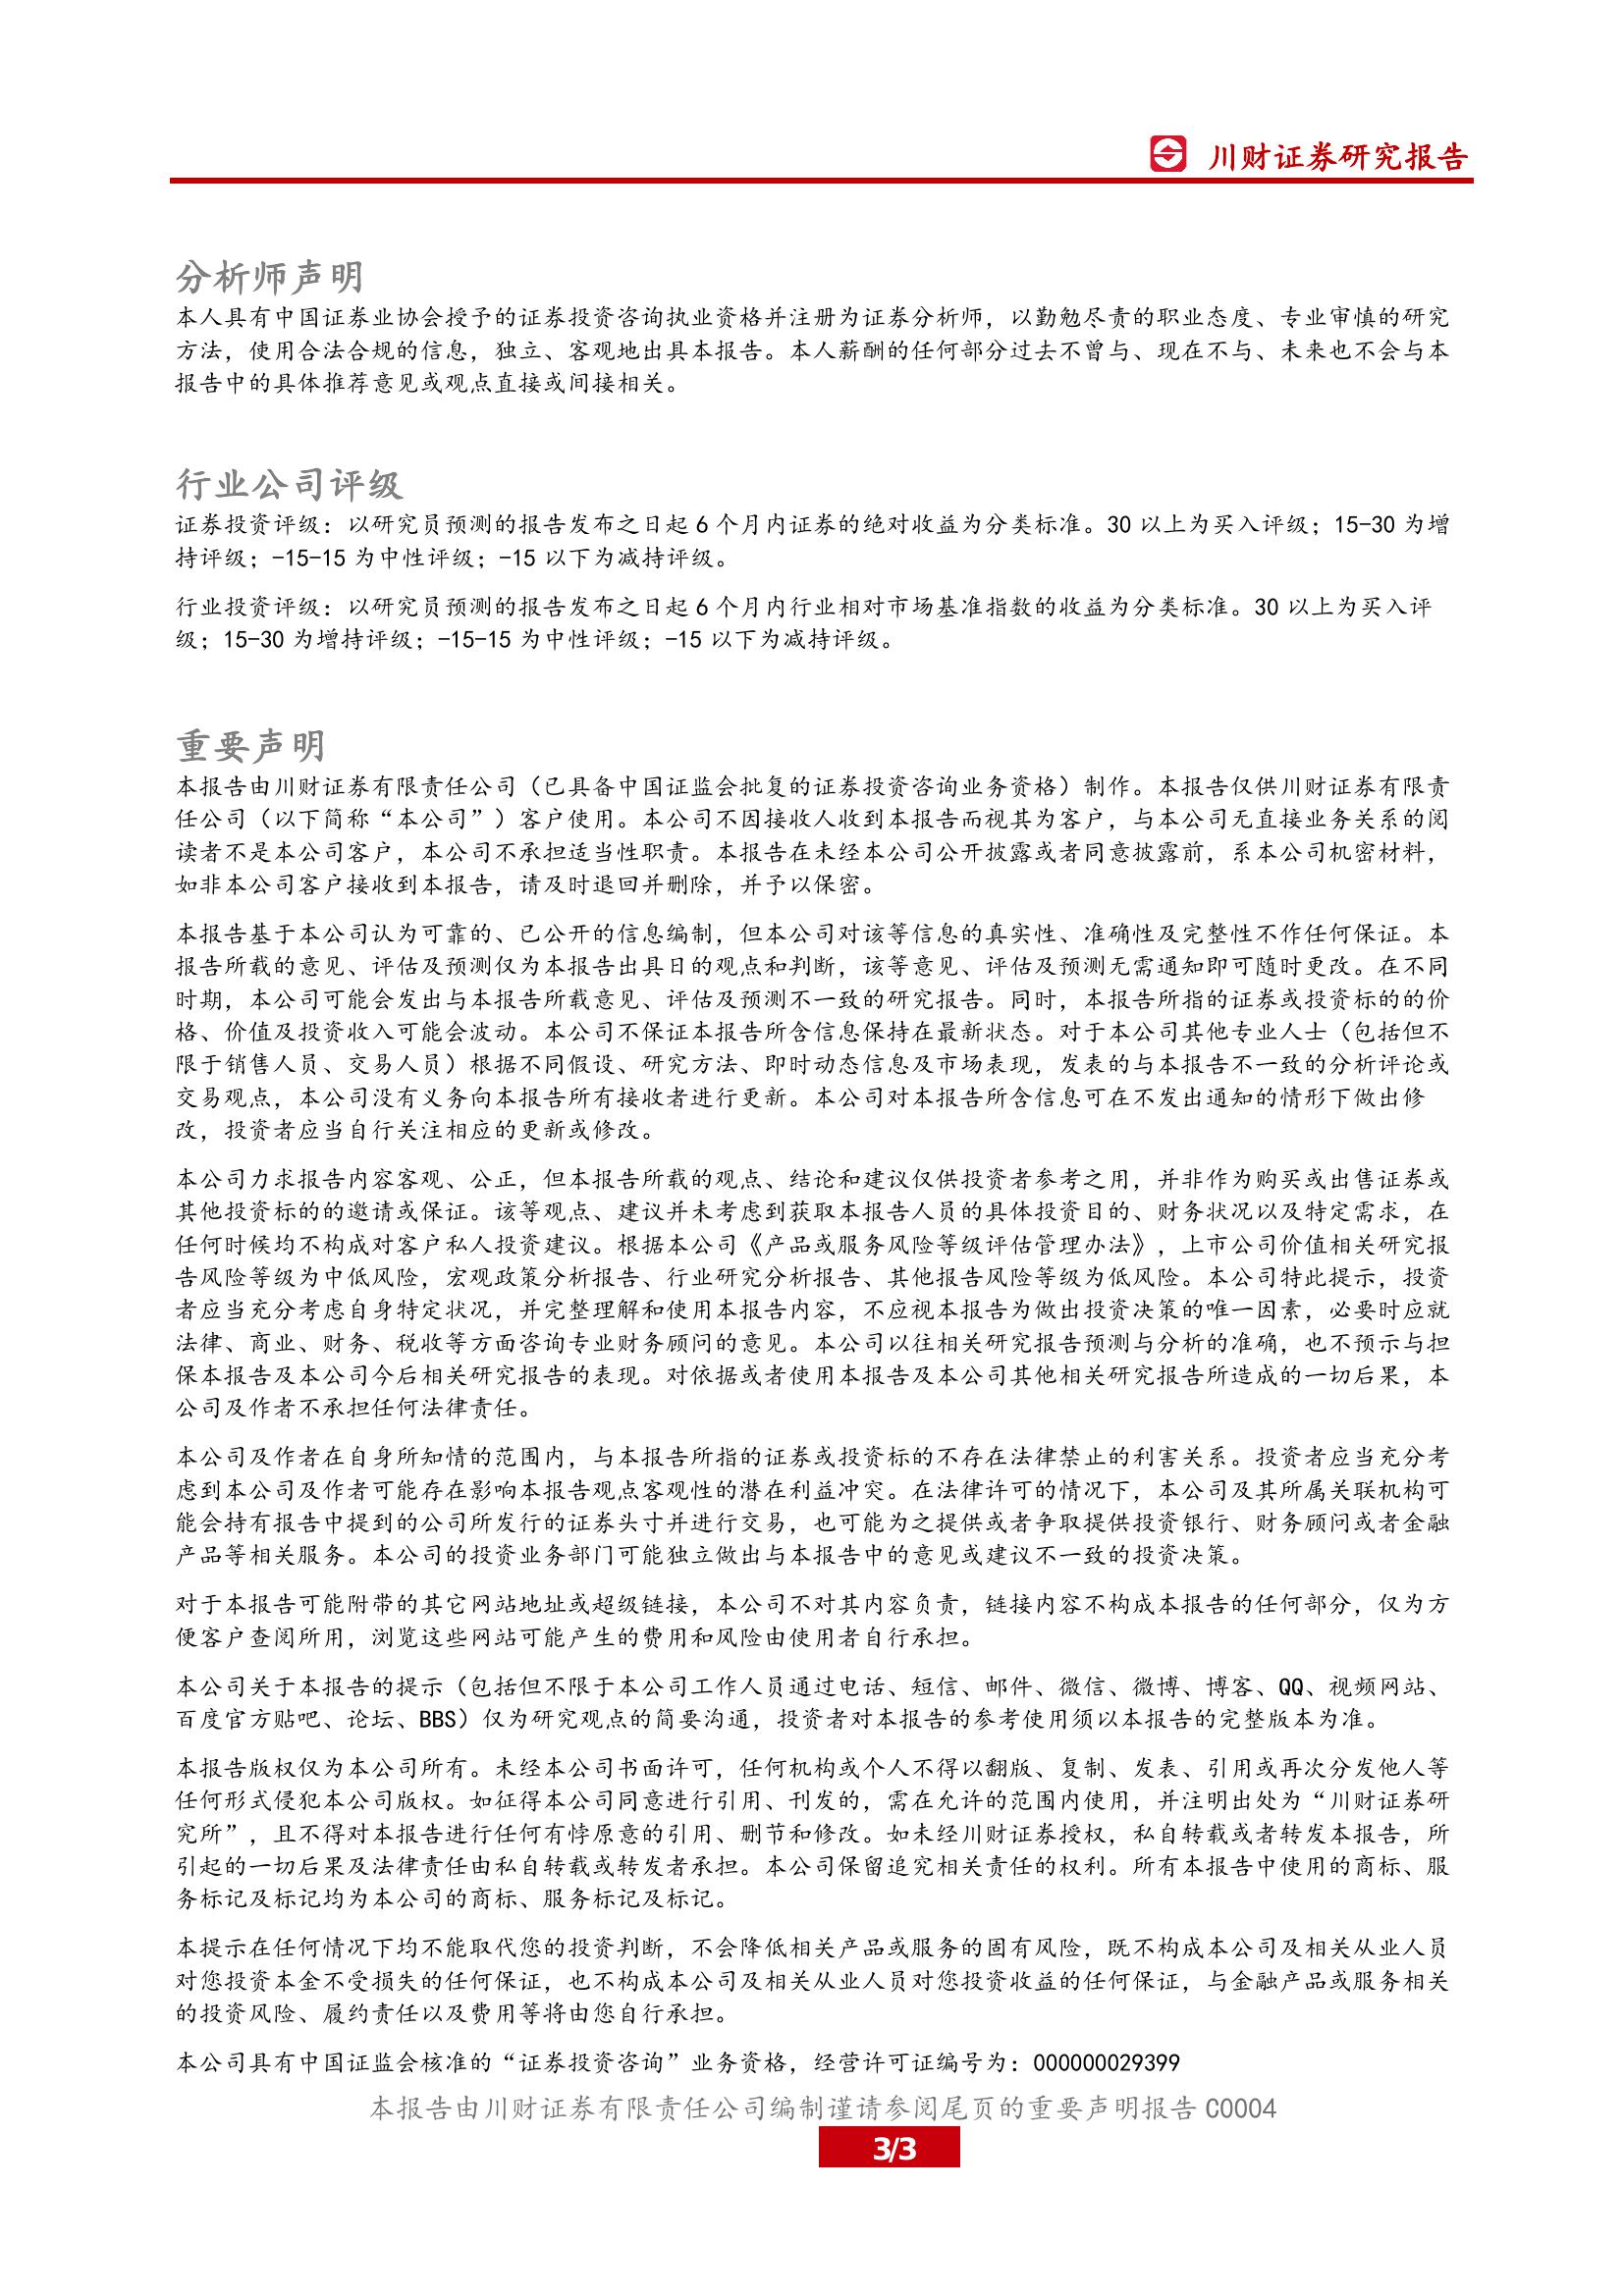 川财证券研究报告
分析师声明
本人具有中国证券业协会授予的证券投资咨询执业资格并注册为证券分析师，以勤勉尽责的职业态度、专业审慎的研究
方法，使用合法合规的信息，独立、客观地出具本报告。本人薪酬的任何部分过去不曾与、现在不与、未来也不会与本
报告中的具体推荐意见或观点直接或间接相关。
行业公司评级
证券投资评级：以研究员预测的报告发布之日起 6 个月内证券的绝对收益为分类标准。30 以上为买入评级；15-30 为增
持评级；-15-15 为中性评级；-15 以下为减持评级。
行业投资评级：以研究员预测的报告发布之日起 6 个月内行业相对市场基准指数的收益为分类标准。30 以上为买入评
级；15-30 为增持评级；-15-15 为中性评级；-15 以下为减持评级。
重要声明
本报告由川财证券有限责任公司（已具备中国证监会批复的证券投资咨询业务资格）制作。本报告仅供川财证券有限责
任公司（以下简称“本公司”）客户使用。本公司不因接收人收到本报告而视其为客户，与本公司无直接业务关系的阅
读者不是本公司客户，本公司不承担适当性职责。本报告在未经本公司公开披露或者同意披露前，系本公司机密材料，
如非本公司客户接收到本报告，请及时退回并删除，并予以保密。
本报告基于本公司认为可靠的、已公开的信息编制，但本公司对该等信息的真实性、准确性及完整性不作任何保证。本
报告所载的意见、评估及预测仅为本报告出具日的观点和判断，该等意见、评估及预测无需通知即可随时更改。在不同
时期，本公司可能会发出与本报告所载意见、评估及预测不一致的研究报告。同时，本报告所指的证券或投资标的的价
格、价值及投资收入可能会波动。本公司不保证本报告所含信息保持在最新状态。对于本公司其他专业人士（包括但不
限于销售人员、交易人员）根据不同假设、研究方法、即时动态信息及市场表现，发表的与本报告不一致的分析评论或
交易观点，本公司没有义务向本报告所有接收者进行更新。本公司对本报告所含信息可在不发出通知的情形下做出修
改，投资者应当自行关注相应的更新或修改。
本公司力求报告内容客观、公正，但本报告所载的观点、结论和建议仅供投资者参考之用，并非作为购买或出售证券或
其他投资标的的邀请或保证。该等观点、建议并未考虑到获取本报告人员的具体投资目的、财务状况以及特定需求，在
任何时候均不构成对客户私人投资建议。根据本公司《产品或服务风险等级评估管理办法》，上市公司价值相关研究报
告风险等级为中低风险，宏观政策分析报告、行业研究分析报告、其他报告风险等级为低风险。本公司特此提示，投资
者应当充分考虑自身特定状况，并完整理解和使用本报告内容，不应视本报告为做出投资决策的唯一因素，必要时应就
法律、商业、财务、税收等方面咨询专业财务顾问的意见。本公司以往相关研究报告预测与分析的准确，也不预示与担
保本报告及本公司今后相关研究报告的表现。对依据或者使用本报告及本公司其他相关研究报告所造成的一切后果，本
公司及作者不承担任何法律责任。
本公司及作者在自身所知情的范围内，与本报告所指的证券或投资标的不存在法律禁止的利害关系。投资者应当充分考
虑到本公司及作者可能存在影响本报告观点客观性的潜在利益冲突。在法律许可的情况下，本公司及其所属关联机构可
能会持有报告中提到的公司所发行的证券头寸并进行交易，也可能为之提供或者争取提供投资银行、财务顾问或者金融
产品等相关服务。本公司的投资业务部门可能独立做出与本报告中的意见或建议不一致的投资决策。
对于本报告可能附带的其它网站地址或超级链接，本公司不对其内容负责，链接内容不构成本报告的任何部分，仅为方
便客户查阅所用，浏览这些网站可能产生的费用和风险由使用者自行承担。
本公司关于本报告的提示（包括但不限于本公司工作人员通过电话、短信、邮件、微信、微博、博客、QQ、视频网站、
百度官方贴吧、论坛、BBS）仅为研究观点的简要沟通，投资者对本报告的参考使用须以本报告的完整版本为准。
本报告版权仅为本公司所有。未经本公司书面许可，任何机构或个人不得以翻版、复制、发表、引用或再次分发他人等
任何形式侵犯本公司版权。如征得本公司同意进行引用、刊发的，需在允许的范围内使用，并注明出处为“川财证券研
究所”，且不得对本报告进行任何有悖原意的引用、删节和修改。如未经川财证券授权，私自转载或者转发本报告，所
引起的一切后果及法律责任由私自转载或转发者承担。本公司保留追究相关责任的权利。所有本报告中使用的商标、服
务标记及标记均为本公司的商标、服务标记及标记。
本提示在任何情况下均不能取代您的投资判断，不会降低相关产品或服务的固有风险，既不构成本公司及相关从业人员
对您投资本金不受损失的任何保证，也不构成本公司及相关从业人员对您投资收益的任何保证，与金融产品或服务相关
的投资风险、履约责任以及费用等将由您自行承担。
本公司具有中国证监会核准的“证券投资咨询”业务资格，经营许可证编号为：000000029399
本报告由川财证券有限责任公司编制谨请参阅尾页的重要声明报告 C0004
3/3